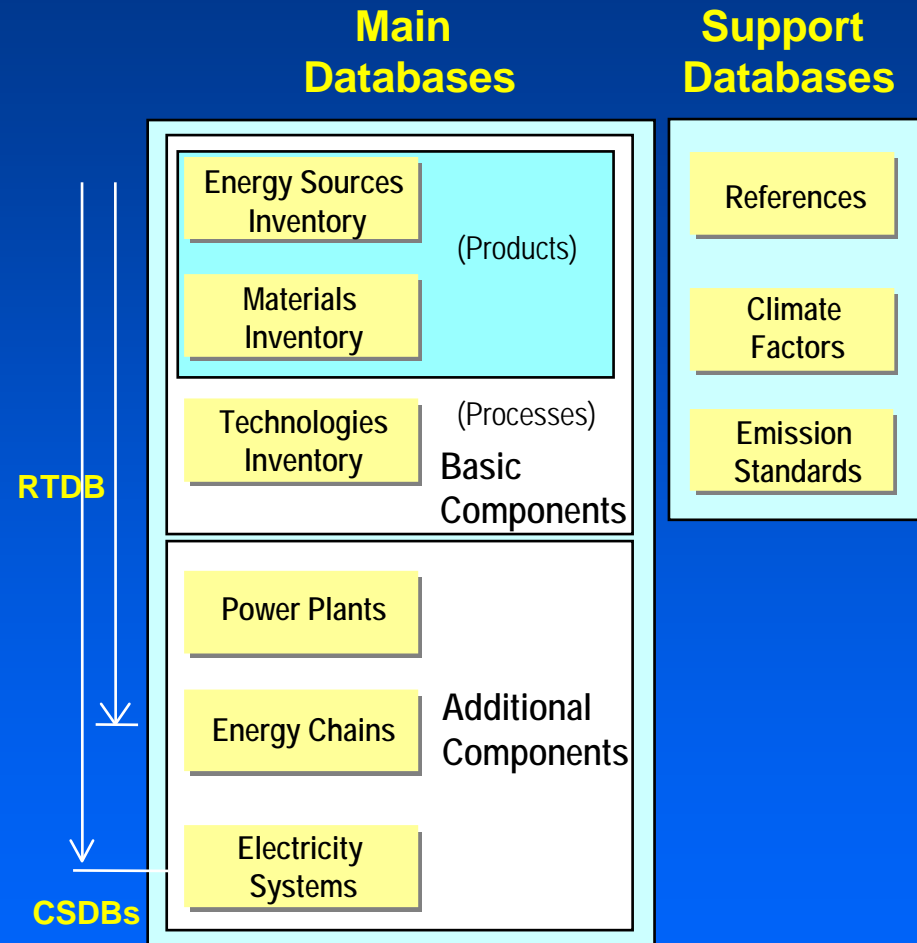 Main
Databases
Support
Databases
Energy Sources
Inventory
(Products)
Materials
Inventory
Technologies
Inventory
(Processes)
Basic
Components
RTDB
Power Plants
Energy Chains
Additional
Components
Electricity
Systems
CSDBs
References
Climate
Factors
Emission
Standards